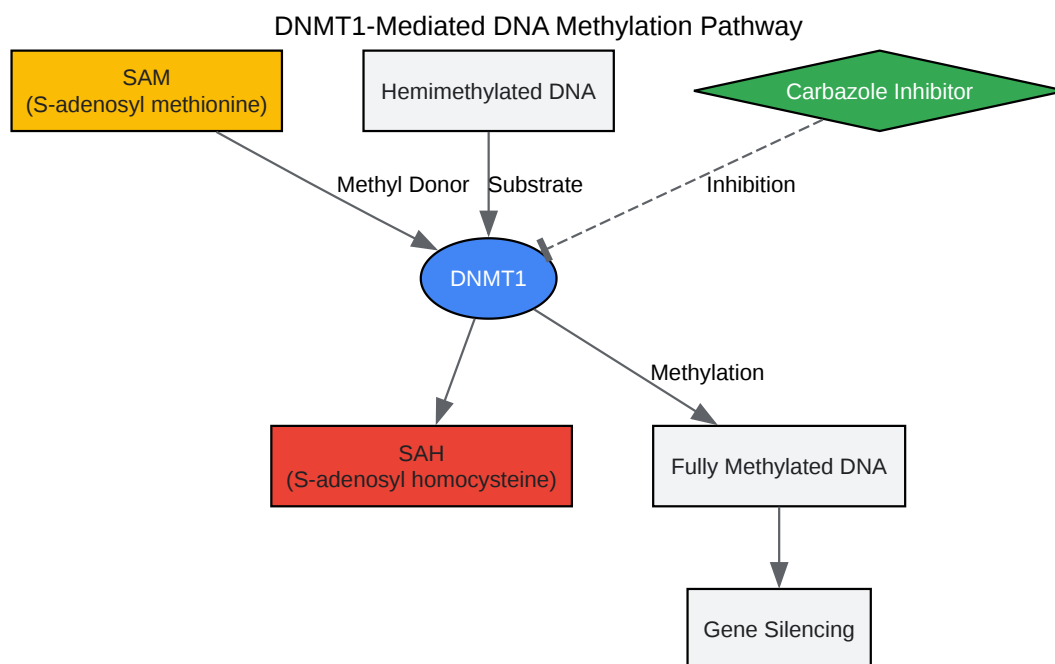 DNMT1-Mediated DNA Methylation Pathway
SAM
(S-adenosyl methionine)
Hemimethylated DNA
Carbazole Inhibitor
Methyl Donor
Substrate
Inhibition
DNMT1
Methylation
SAH
(S-adenosyl homocysteine)
Fully Methylated DNA
Gene Silencing